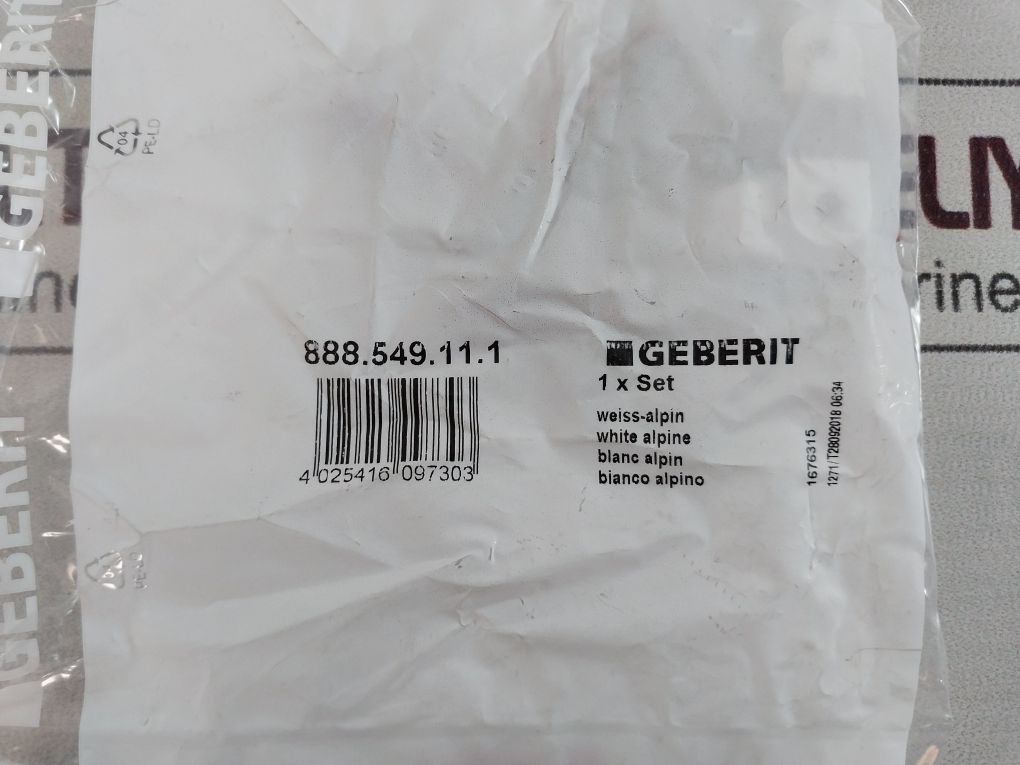 GEBERIT
04
PE-LD
888.549.11.1
4 025416 097303
GEBERIT
1 x Set
weiss-alpin
white alpine
blanc alpin
bianco alpino
1676315
1271/T28092018 06:34
GEBERIT